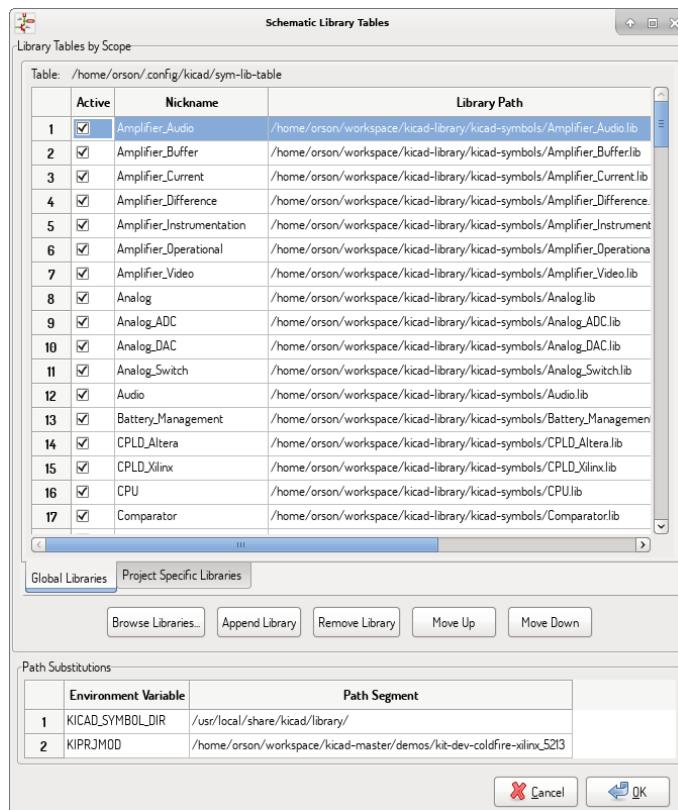 Schematic Library Tables
Library Tables by Scope
Table: /home/orson/.config/kicad/sym-lib-table
Active Nickname Library Path
1 Amplifier_Audio /home/orson/workspace/kicad-library/kicad-symbols/Amplifier_Audio.lib
2 Amplifier_Buffer /home/orson/workspace/kicad-library/kicad-symbols/Amplifier_Buffer.lib
3 Amplifier_Current /home/orson/workspace/kicad-library/kicad-symbols/Amplifier_Current.lib
4 Amplifier_Difference /home/orson/workspace/kicad-library/kicad-symbols/Amplifier_Difference.
5 Amplifier_Instrumentation /home/orson/workspace/kicad-library/kicad-symbols/Amplifier_Instrument
6 Amplifier_Operational /home/orson/workspace/kicad-library/kicad-symbols/Amplifier_Operationa
7 Amplifier_Video /home/orson/workspace/kicad-library/kicad-symbols/Amplifier_Video.lib
8 Analog /home/orson/workspace/kicad-library/kicad-symbols/Analog.lib
9 Analog_ADC /home/orson/workspace/kicad-library/kicad-symbols/Analog_ADC.lib
10 Analog_DAC /home/orson/workspace/kicad-library/kicad-symbols/Analog_DAC.lib
11 Analog_Switch /home/orson/workspace/kicad-library/kicad-symbols/Analog_Switch.lib
12 Audio /home/orson/workspace/kicad-library/kicad-symbols/Audio.lib
13 Battery_Management /home/orson/workspace/kicad-library/kicad-symbols/Battery_Managemen
14 CPLD_Altera /home/orson/workspace/kicad-library/kicad-symbols/CPLD_Altera.lib
15 CPLD_Xilinx /home/orson/workspace/kicad-library/kicad-symbols/CPLD_Xilinx.lib
16 CPU /home/orson/workspace/kicad-library/kicad-symbols/CPU.lib
17 Comparator /home/orson/workspace/kicad-library/kicad-symbols/Comparator.lib
Global Libraries Project Specific Libraries
Browse Libraries... Append Library Remove Library Move Up Move Down
Path Substitutions
Environment Variable Path Segment
1 KICAD_SYMBOL_DIR /usr/local/share/kicad/library/
2 KIPRJMOD /home/orson/workspace/kicad-master/demos/kit-dev-coldfire-xilinx_5213
Cancel OK